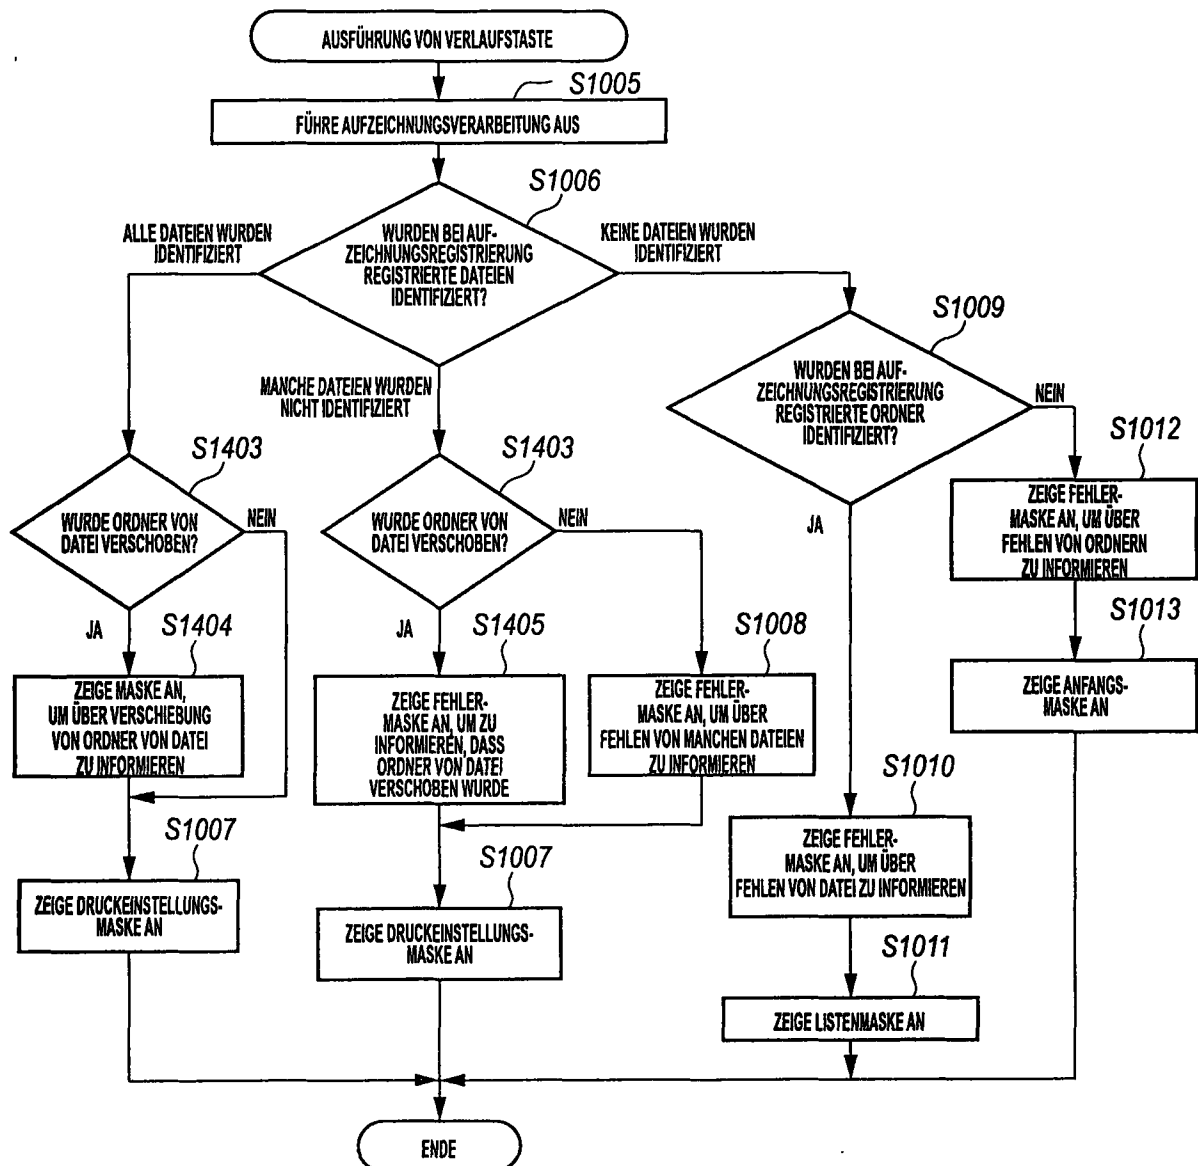 AUSFÜHRUNG VON VERLAUFSTASTE
S1005
FÜHRE AUFZEICHNUNGSVERARBEITUNG AUS
S1006
WURDEN BEI AUF-
ZEICHNUNGSREGISTRIERUNG
REGISTRIERTE DATEIEN
IDENTIFIZIERT?
ALLE DATEIEN WURDEN
IDENTIFIZIERT
KEINE DATEIEN WURDEN
IDENTIFIZIERT
MANCHE DATEIEN WURDEN
NICHT IDENTIFIZIERT
S1009
WURDEN BEI AUF-
ZEICHNUNGSREGISTRIERUNG
REGISTRIERTE ORDNER
IDENTIFIZIERT?
NEIN
JA
S1403
WURDE ORDNER VON
DATEI VERSCHOBEN?
NEIN
JA
S1403
WURDE ORDNER VON
DATEI VERSCHOBEN?
NEIN
JA
S1012
ZEIGE FEHLER-
MASKE AN, UM ÜBER
FEHLEN VON ORDNERN
ZU INFORMIEREN
S1013
ZEIGE ANFANGS-
MASKE AN
S1404
ZEIGE MASKE AN,
UM ÜBER VERSCHIEBUNG
VON ORDNER VON DATEI
ZU INFORMIEREN
S1405
ZEIGE FEHLER-
MASKE AN, UM ZU
INFORMIEREN, DASS
ORDNER VON DATEI
VERSCHOBEN WURDE
S1008
ZEIGE FEHLER-
MASKE AN, UM ÜBER
FEHLEN VON MANCHEN DATEIEN
ZU INFORMIEREN
S1007
ZEIGE DRUCKEINSTELLUNGS-
MASKE AN
S1007
ZEIGE DRUCKEINSTELLUNGS-
MASKE AN
S1010
ZEIGE FEHLER-
MASKE AN, UM ÜBER
FEHLEN VON DATEI ZU INFORMIEREN
S1011
ZEIGE LISTENMASKE AN
ENDE